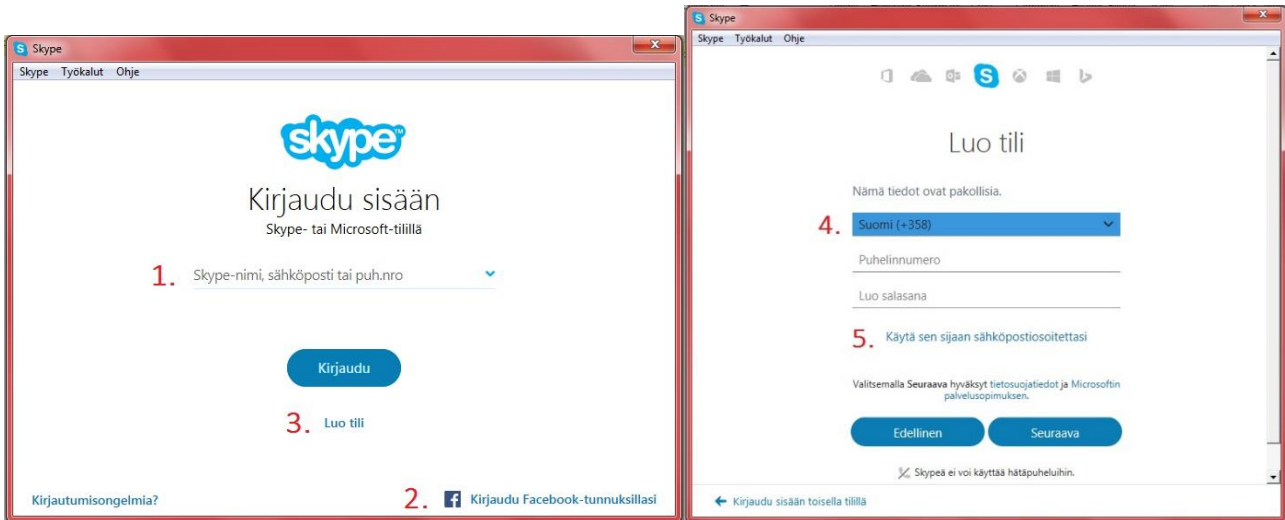 Skype
Skype Työkalut Ohje
skype™
Kirjaudu sisään
Skype- tai Microsoft-tilillä
1. Skype-nimi, sähköposti tai puh.nro
Kirjaudu
3. Luo tili
Kirjautumisongelmia?
2. Kirjaudu Facebook-tunnuksillasi
Skype
Skype Työkalut Ohje
Luo tili
Nämä tiedot ovat pakollisia.
4. Suomi (+358)
Puhelinnumero
Luo salasana
5. Käytä sen sijaan sähköpostiosoitettasi
Valitsemalla Seuraava hyväksyt tietosuojatiedot ja Microsoftin
palvelusopimuksen.
Edellinen Seuraava
Skypeä ei voi käyttää hätäpuheluihin.
Kirjaudu sisään toisella tilillä